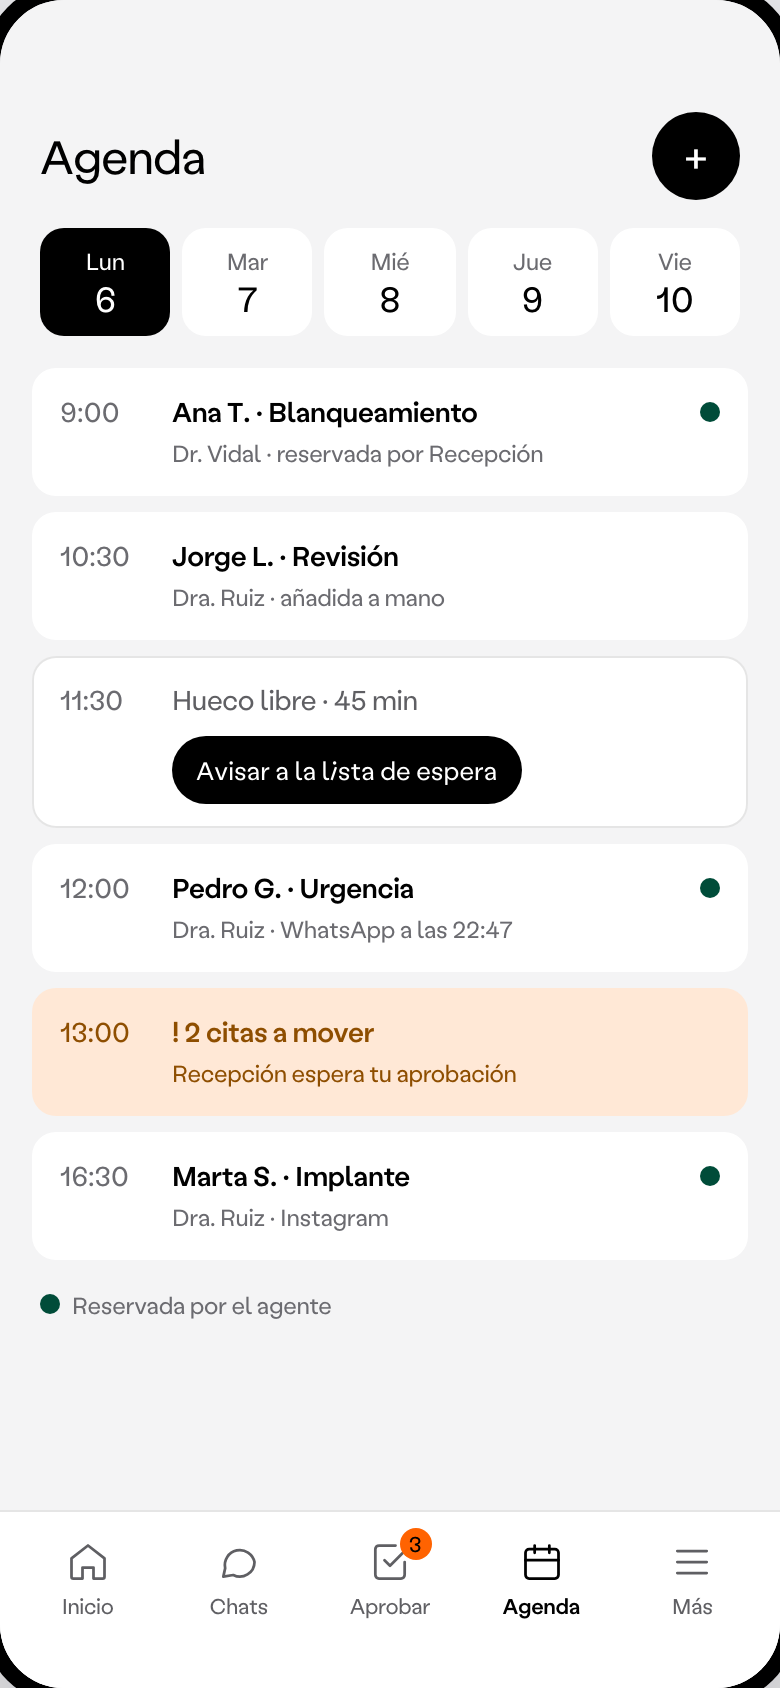 Agenda
+
Lun
6
Mar
7
Mié
8
Jue
9
Vie
10
9:00
Ana T. · Blanqueamiento
Dr. Vidal · reservada por Recepción
10:30
Jorge L. · Revisión
Dra. Ruiz · añadida a mano
11:30
Hueco libre · 45 min
Avisar a la lista de espera
12:00
Pedro G. · Urgencia
Dra. Ruiz · WhatsApp a las 22:47
13:00
! 2 citas a mover
Recepción espera tu aprobación
16:30
Marta S. · Implante
Dra. Ruiz · Instagram
Reservada por el agente
3
Inicio
Chats
Aprobar
Agenda
Más